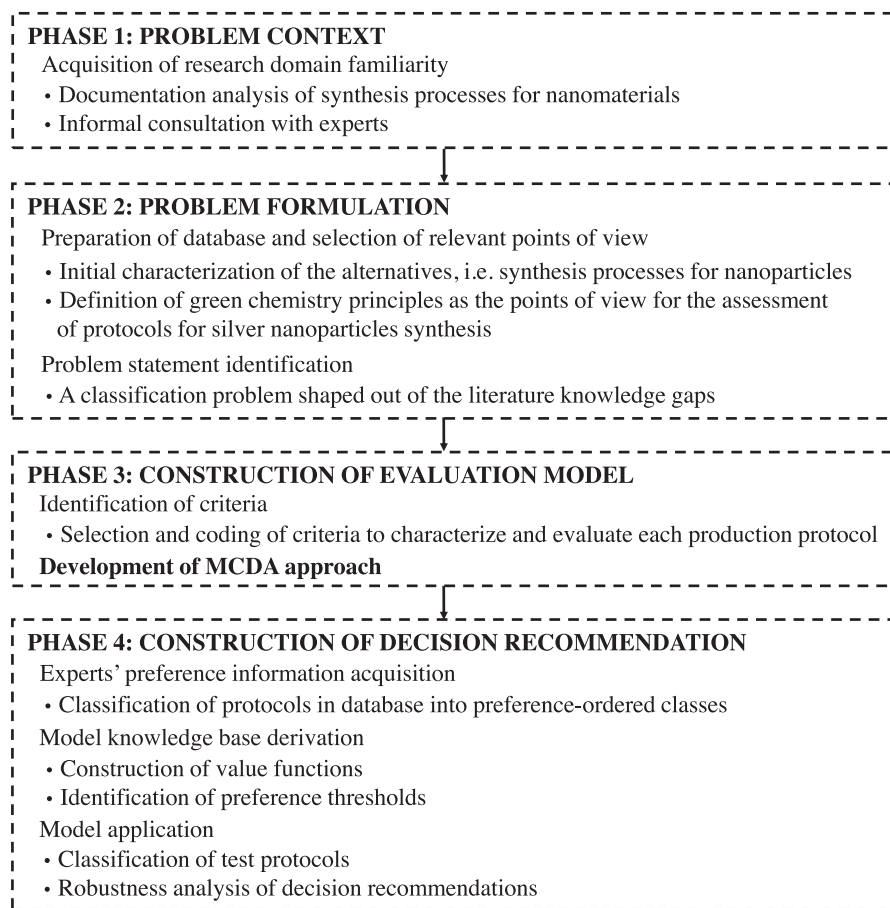 PHASE 1: PROBLEM CONTEXT
Acquisition of research domain familiarity
• Documentation analysis of synthesis processes for nanomaterials
• Informal consultation with experts
PHASE 2: PROBLEM FORMULATION
Preparation of database and selection of relevant points of view
• Initial characterization of the alternatives, i.e. synthesis processes for nanoparticles
• Definition of green chemistry principles as the points of view for the assessment
of protocols for silver nanoparticles synthesis
Problem statement identification
• A classification problem shaped out of the literature knowledge gaps
PHASE 3: CONSTRUCTION OF EVALUATION MODEL
Identification of criteria
• Selection and coding of criteria to characterize and evaluate each production protocol
Development of MCDA approach
PHASE 4: CONSTRUCTION OF DECISION RECOMMENDATION
Experts' preference information acquisition
• Classification of protocols in database into preference-ordered classes
Model knowledge base derivation
• Construction of value functions
• Identification of preference thresholds
Model application
• Classification of test protocols
• Robustness analysis of decision recommendations